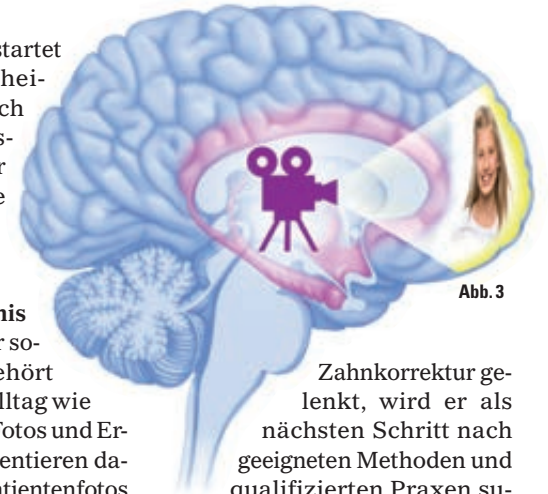 startet
hei-
ch
s-
r
e
nis
r so-
ehört
lltag wie
Fotos und Er-
entieren da-
tientenfotos
Abb. 3
Zahnkorrektur ge-
lenkt, wird er als
nächsten Schritt nach
geeigneten Methoden und
qualifizierten Praxen su-